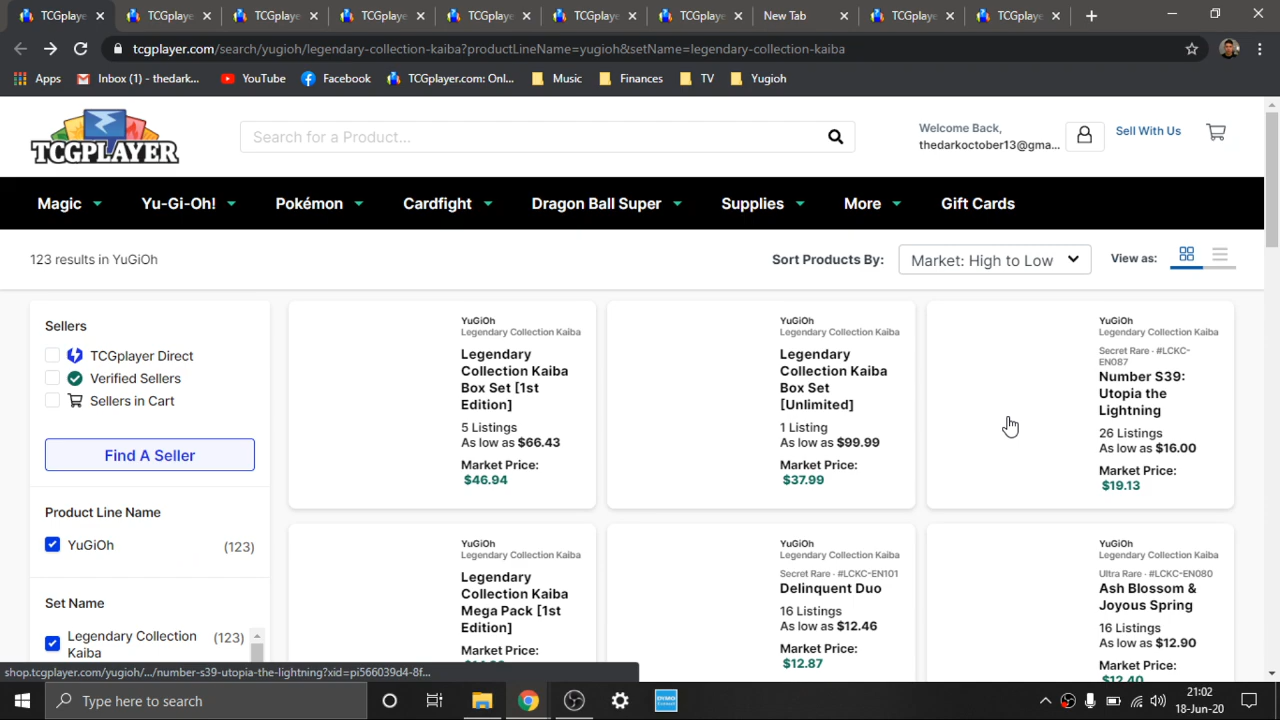 TCGplaye
TCGplaye
TCGplaye
TCGplaye
TCGplaye
TCGplaye
TCGplaye
New Tab
TCGplaye
TCGplaye
tcgplayer.com/search/yugioh/legendary-collection-kaiba?productLineName=yugioh&setName=legendary-collection-kaiba
Apps
Inbox (1) - thedark...
YouTube
Facebook
TCGplayer.com: Onl...
Music
Finances
TV
Yugioh
TCGPLAYER
Search for a Product...
Welcome Back,
thedarkoctober13@gma...
Sell With Us
Magic
Yu-Gi-Oh!
Pokémon
Cardfight
Dragon Ball Super
Supplies
More
Gift Cards
123 results in YuGiOh
Sort Products By:
Market: High to Low
View as:
Sellers
TCGplayer Direct
Verified Sellers
Sellers in Cart
Find A Seller
Product Line Name
YuGiOh (123)
Set Name
Legendary Collection (123)
Kaiba
YuGiOh
Legendary Collection Kaiba
Legendary
Collection Kaiba
Box Set [1st
Edition]
5 Listings
As low as $66.43
Market Price:
$46.94
YuGiOh
Legendary Collection Kaiba
Legendary
Collection Kaiba
Box Set
[Unlimited]
1 Listing
As low as $99.99
Market Price:
$37.99
YuGiOh
Legendary Collection Kaiba
Secret Rare · #LCKC-
EN087
Number S39:
Utopia the
Lightning
26 Listings
As low as $16.00
Market Price:
$19.13
YuGiOh
Legendary Collection Kaiba
Legendary
Collection Kaiba
Mega Pack [1st
Edition]
Market Price:
YuGiOh
Legendary Collection Kaiba
Secret Rare · #LCKC-EN101
Delinquent Duo
16 Listings
As low as $12.46
Market Price:
$12.87
YuGiOh
Legendary Collection Kaiba
Ultra Rare · #LCKC-EN080
Ash Blossom &
Joyous Spring
16 Listings
As low as $12.90
Market Price:
$12.40
shop.tcgplayer.com/yugioh/.../number-s39-utopia-the-lightning?xid=pi566039d4-8f...
Type here to search
DYMO
21:02
18-Jun-20